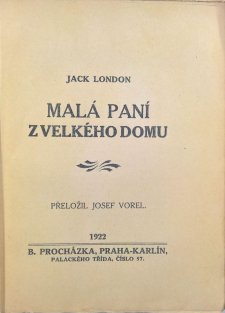 JACK LONDON
MALÁ PANÍ
Z VELKÉHO DOMU
PŘELOŽIL JOSEF VOREL.
1922
B. PROCHÁZKA, PRAHA-KARLÍN,
PALACKÉHO TŘÍDA, ČÍSLO 57.